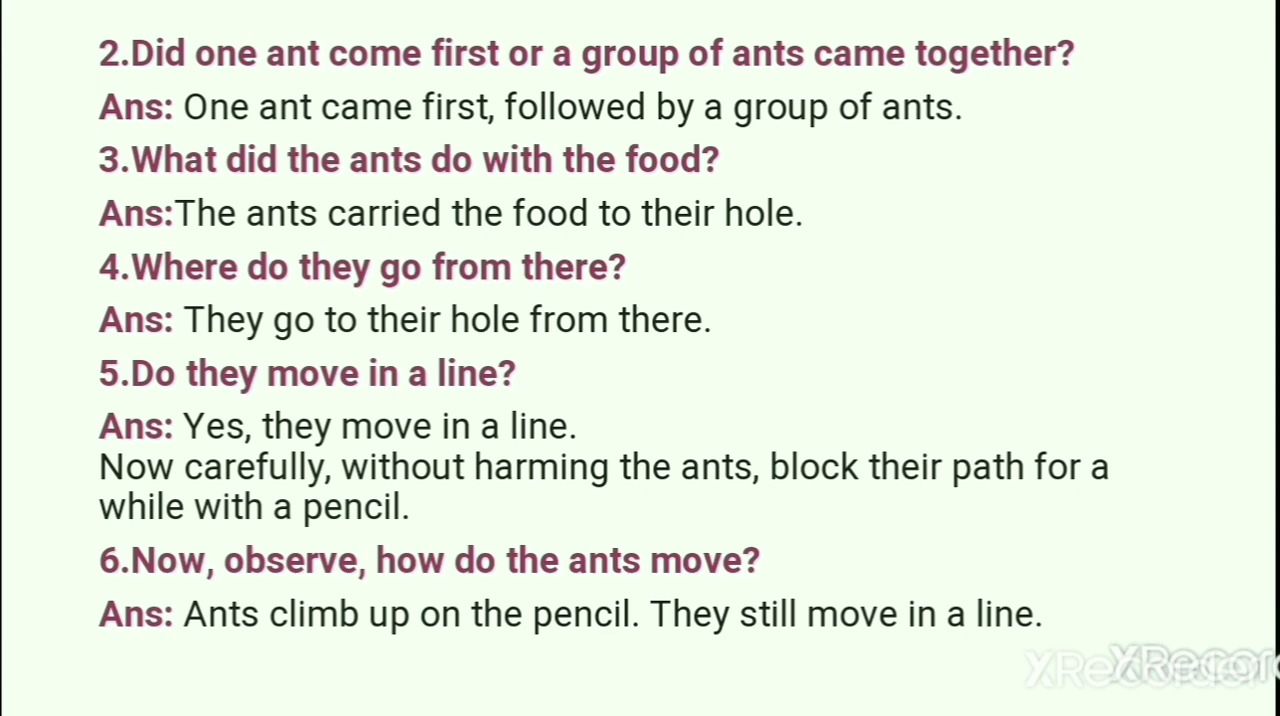 2.Did one ant come first or a group of ants came together?
Ans: One ant came first, followed by a group of ants.
3.What did the ants do with the food?
Ans:The ants carried the food to their hole.
4.Where do they go from there?
Ans: They go to their hole from there.
5.Do they move in a line?
Ans: Yes, they move in a line.
Now carefully, without harming the ants, block their path for a
while with a pencil.
6.Now, observe, how do the ants move?
Ans: Ants climb up on the pencil. They still move in a line.
XRecorder